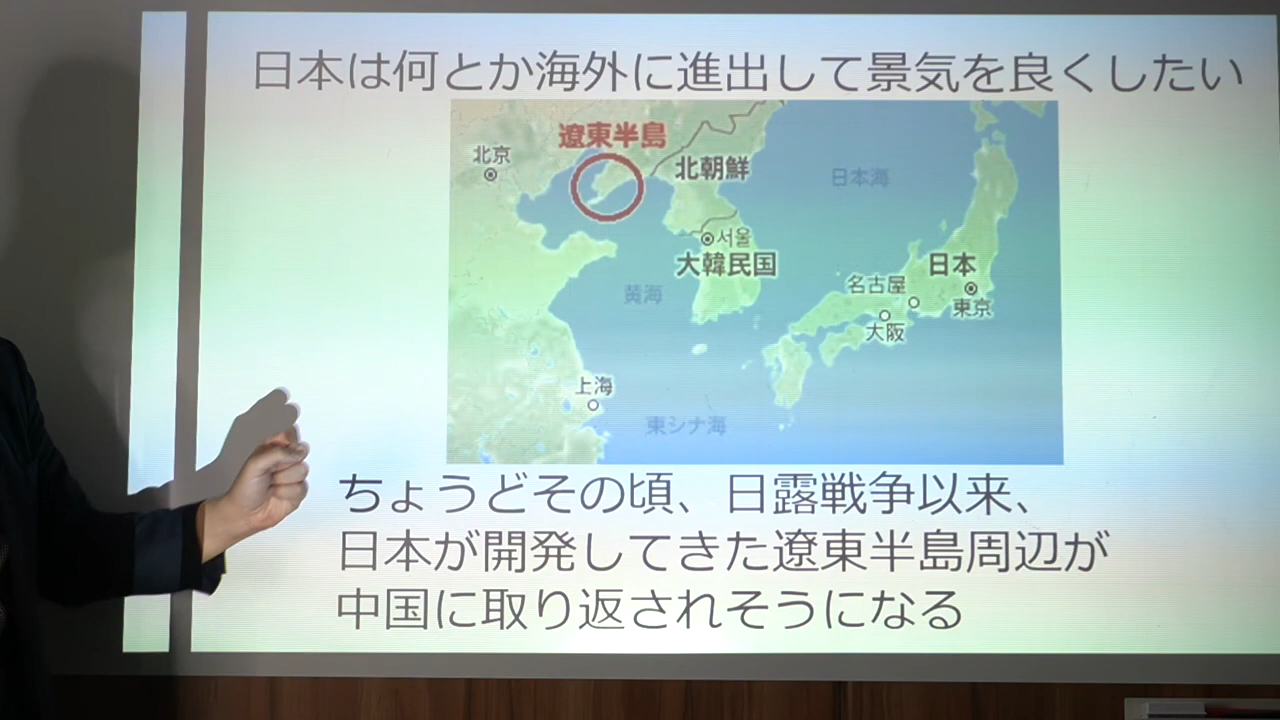 日本は何とか海外に進出して景気を良くしたい
遼東半島
北京
北朝鮮
日本海
서울
大韓民国
日本
名古屋
黄海
東京
大阪
上海
東シナ海
ちょうどその頃、日露戦争以来、
日本が開発してきた遼東半島周辺が
中国に取り返されそうになる